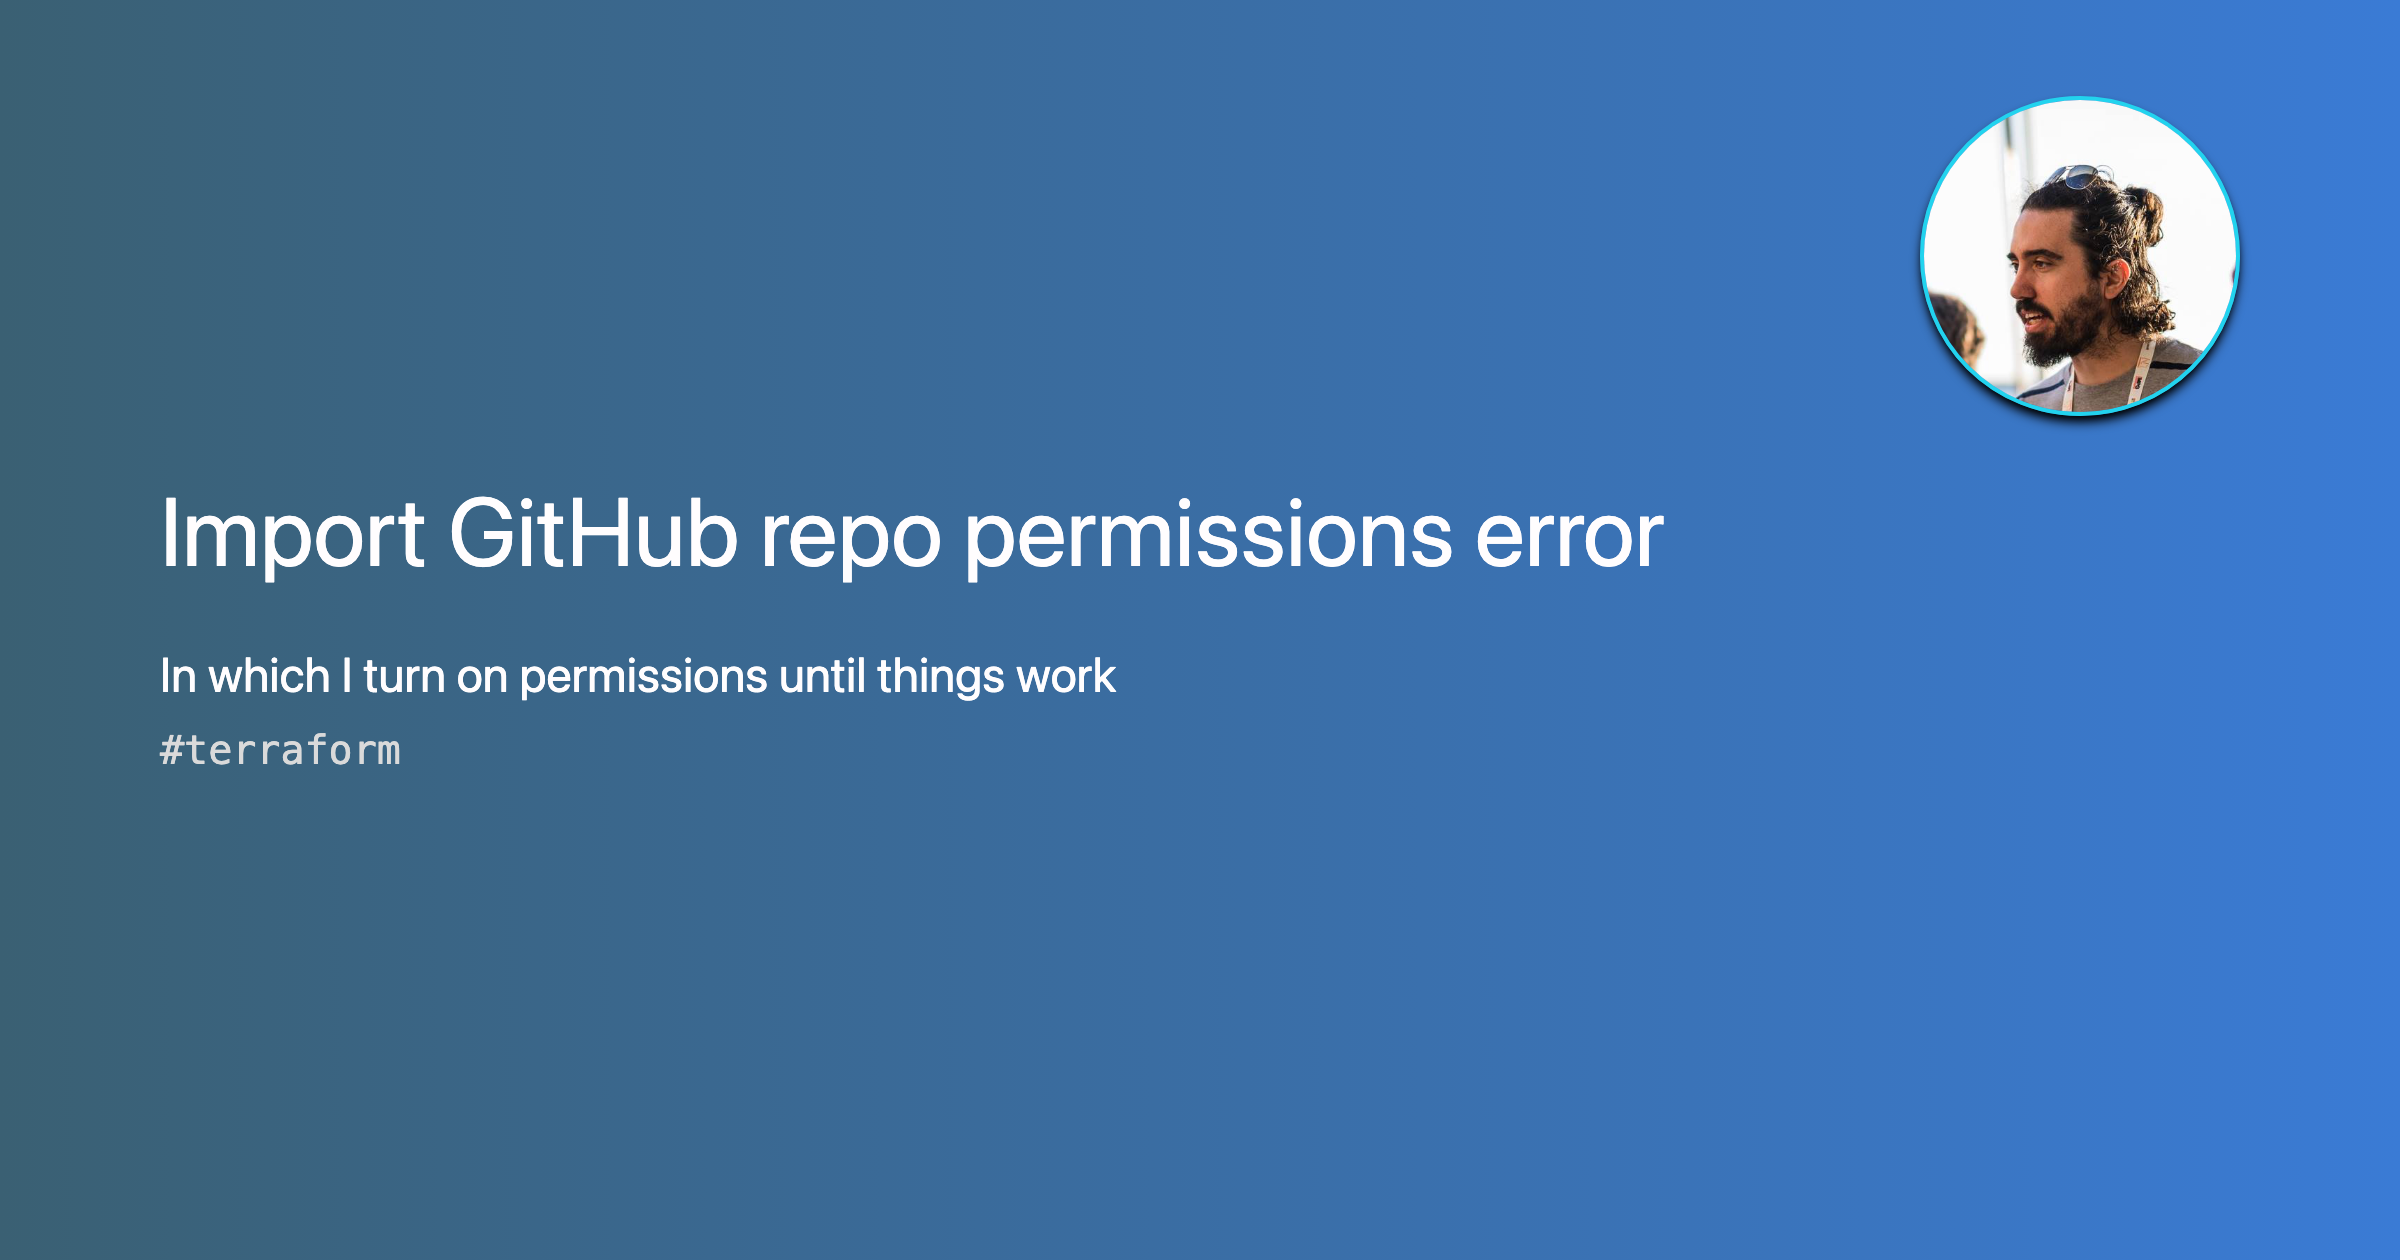 Import GitHub repo permissions error
In which I turn on permissions until things work
#terraform